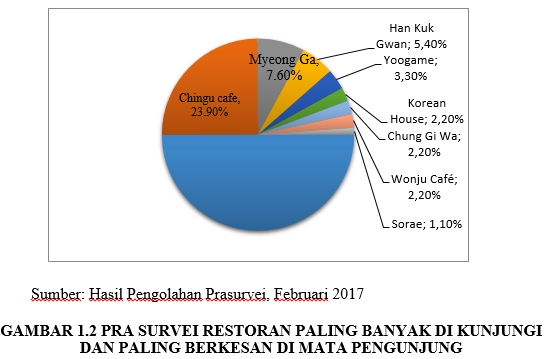 Han Kuk
Gwan; 5,40%
Yoogame;
3,30%
Myeong Ga,
7.60%
Chingu cafe,
23.90%
Korean
House; 2,20%
Chung Gi Wa;
2,20%
Wonju Café;
2,20%
Sorae; 1,10%
Sumber: Hasil Pengolahan Prasurvei, Februari 2017
GAMBAR 1.2 PRA SURVEI RESTORAN PALING BANYAK DI KUNJUNGI
DAN PALING BERKESAN DI MATA PENGUNJUNG